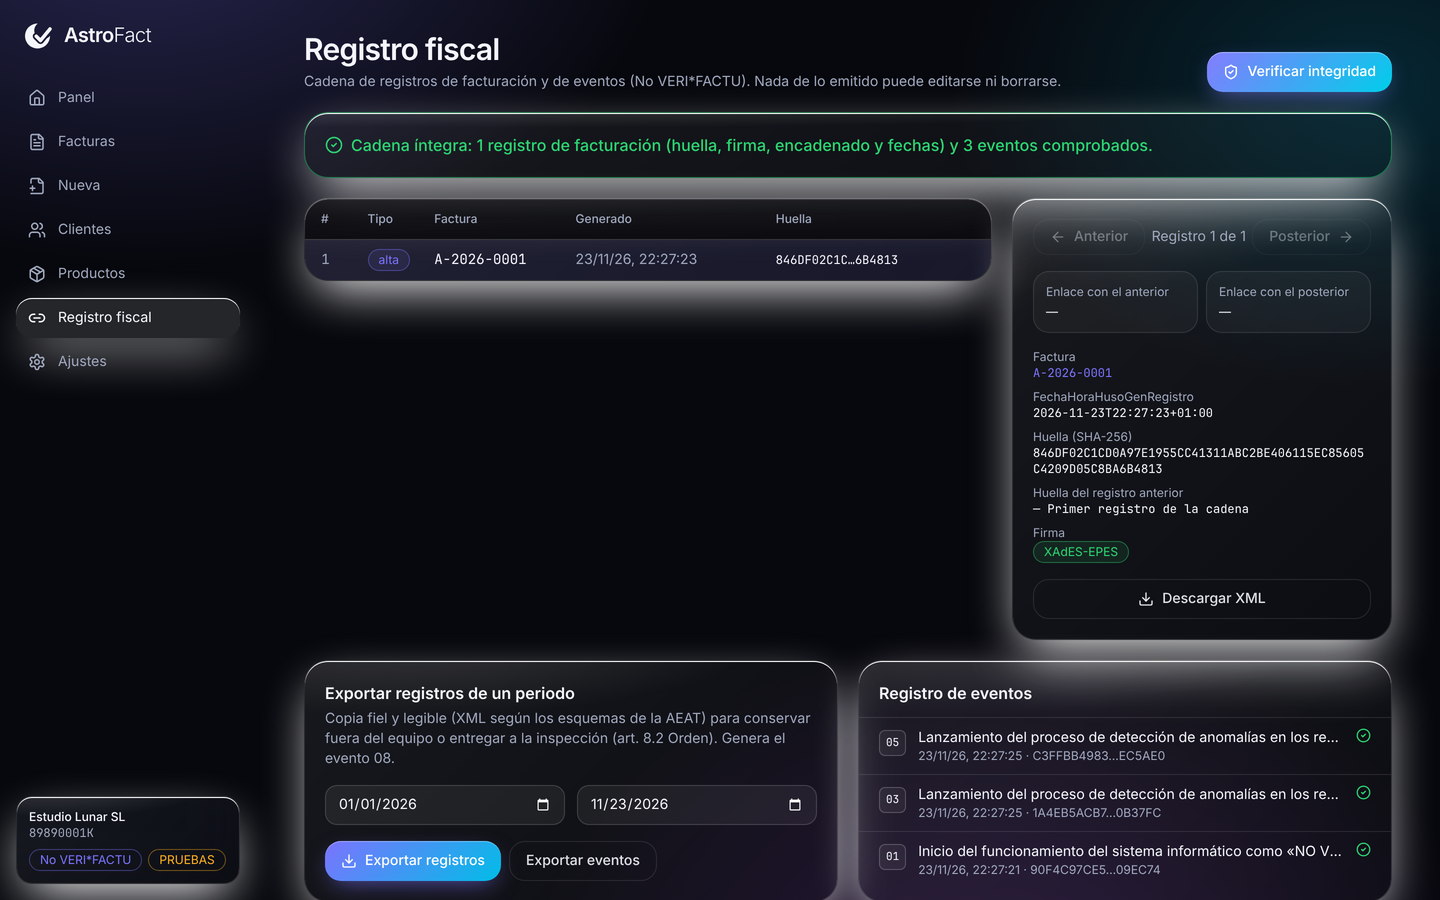 AstroFact
Panel
Facturas
Nueva
Clientes
Productos
Registro fiscal
Ajustes
Estudio Lunar SL
89890001K
No VERI*FACTU
PRUEBAS
Registro fiscal
Cadena de registros de facturación y de eventos (No VERI*FACTU). Nada de lo emitido puede editarse ni borrarse.
Verificar integridad
Cadena íntegra: 1 registro de facturación (huella, firma, encadenado y fechas) y 3 eventos comprobados.
# Tipo Factura Generado Huella
1 alta A-2026-0001 23/11/26, 22:27:23 846DF02C1C…6B4813
Anterior Registro 1 de 1 Posterior
Enlace con el anterior
—
Enlace con el posterior
—
Factura
A-2026-0001
FechaHoraHusoGenRegistro
2026-11-23T22:27:23+01:00
Huella (SHA-256)
846DF02C1CD0A97E1955CC41311ABC2BE406115EC85605
C4209D05C8BA6B4813
Huella del registro anterior
— Primer registro de la cadena
Firma
XAdES-EPES
Descargar XML
Exportar registros de un periodo
Copia fiel y legible (XML según los esquemas de la AEAT) para conservar
fuera del equipo o entregar a la inspección (art. 8.2 Orden). Genera el
evento 08.
01/01/2026
11/23/2026
Exportar registros
Exportar eventos
Registro de eventos
05 Lanzamiento del proceso de detección de anomalías en los re…
23/11/26, 22:27:25 · C3FFBB4983…EC5AE0
03 Lanzamiento del proceso de detección de anomalías en los re…
23/11/26, 22:27:25 · 1A4EB5ACB7…0B37FC
01 Inicio del funcionamiento del sistema informático como «NO V…
23/11/26, 22:27:21 · 90F4C97CE5…09EC74